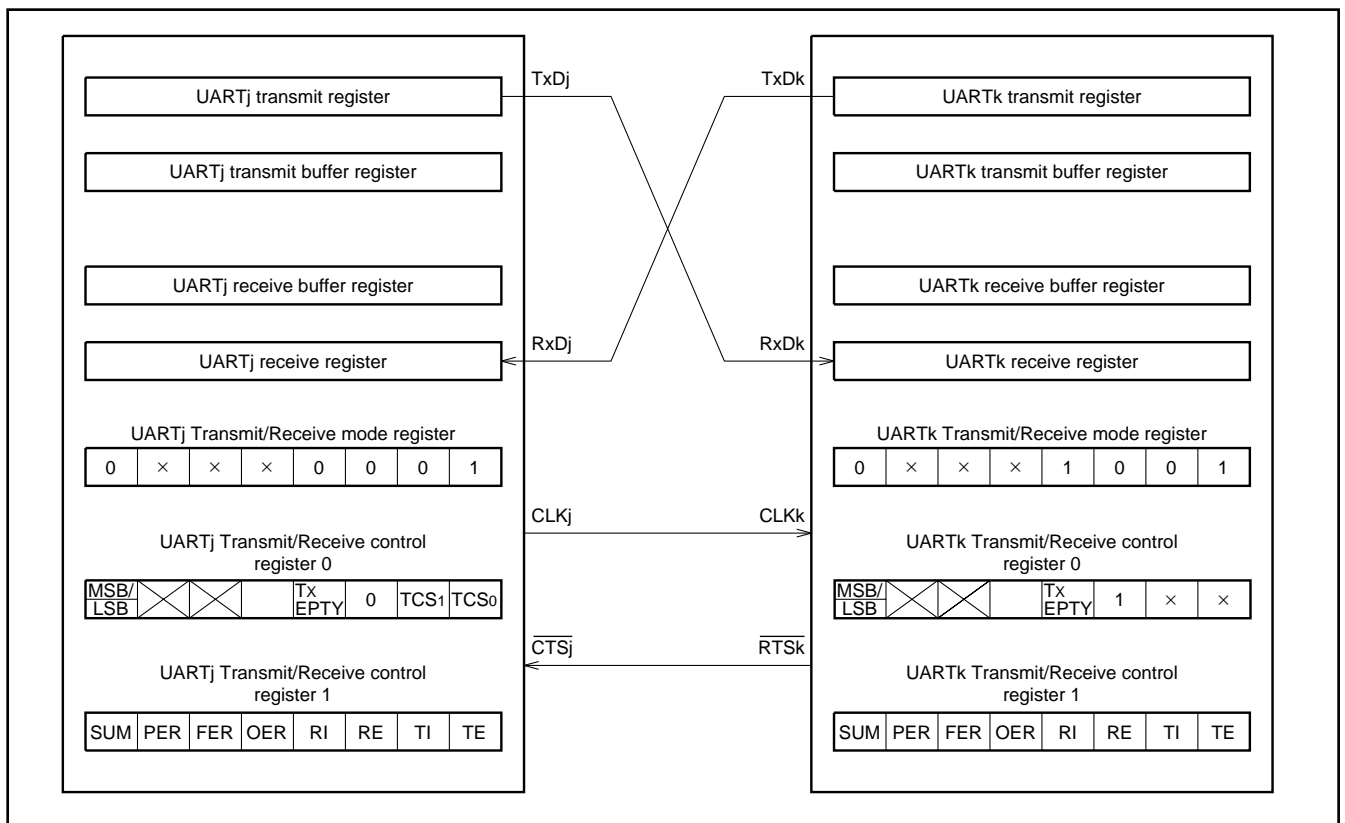 UARTj transmit register
UARTj transmit buffer register
UARTj receive buffer register
UARTj receive register
UARTj Transmit/Receive mode register
0 × × × 0 0 0 1
UARTj Transmit/Receive control
register 0
MSB/
LSB
Tx
EPTY
0 TCS1 TCS0
UARTj Transmit/Receive control
register 1
SUM PER FER OER RI RE TI TE
TxDj TxDk
RxDj RxDk
CLKj CLKk
C̅T̅S̅j̅ R̅T̅S̅k̅
UARTk transmit register
UARTk transmit buffer register
UARTk receive buffer register
UARTk receive register
UARTk Transmit/Receive mode register
0 × × × 1 0 0 1
UARTk Transmit/Receive control
register 0
MSB/
LSB
Tx
EPTY
1 × ×
UARTk Transmit/Receive control
register 1
SUM PER FER OER RI RE TI TE